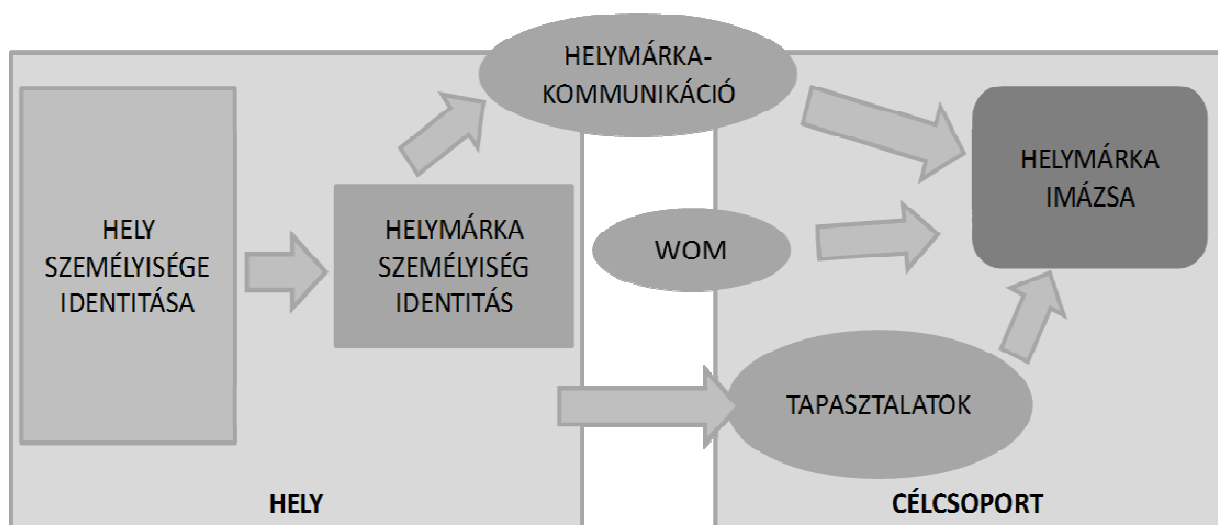 HELYMÁRKA-
KOMMUNIKÁCIÓ
HELY
SZEMÉLYISÉGE
IDENTITÁSA
HELYMÁRKA
SZEMÉLYISÉG
IDENTITÁS
WOM
HELYMÁRKA
IMÁZSA
TAPASZTALATOK
HELY
CÉLCSOPORT